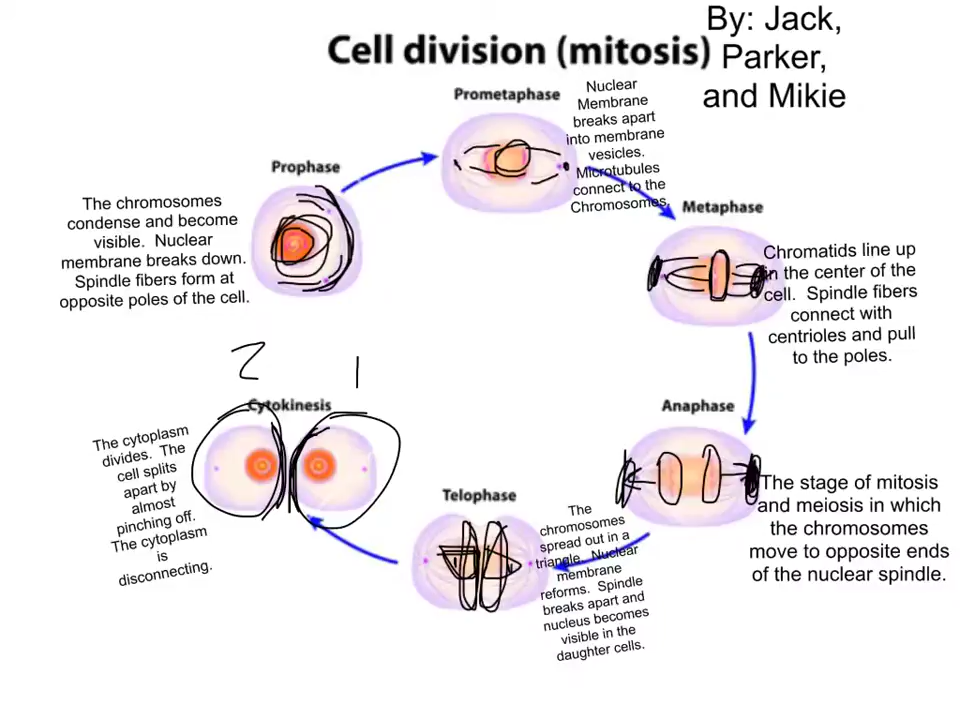 By: Jack,
Parker,
and Mikie
Cell division (mitosis)
Prometaphase
Nuclear
Membrane
breaks apart
into membrane
vesicles.
Microtubules
connect to the
Chromosomes.
Prophase
The chromosomes
condense and become
visible. Nuclear
membrane breaks down.
Spindle fibers form at
opposite poles of the cell.
Metaphase
Chromatids line up
in the center of the
cell. Spindle fibers
connect with
centrioles and pull
to the poles.
2 1
Cytokinesis
The cytoplasm
divides. The
cell splits
apart by
almost
pinching off.
The cytoplasm
is
disconnecting.
Anaphase
The stage of mitosis
and meiosis in which
the chromosomes
move to opposite ends
of the nuclear spindle.
Telophase
The
chromosomes
spread out in a
triangle. Nuclear
membrane
reforms. Spindle
breaks apart and
nucleus becomes
visible in the
daughter cells.